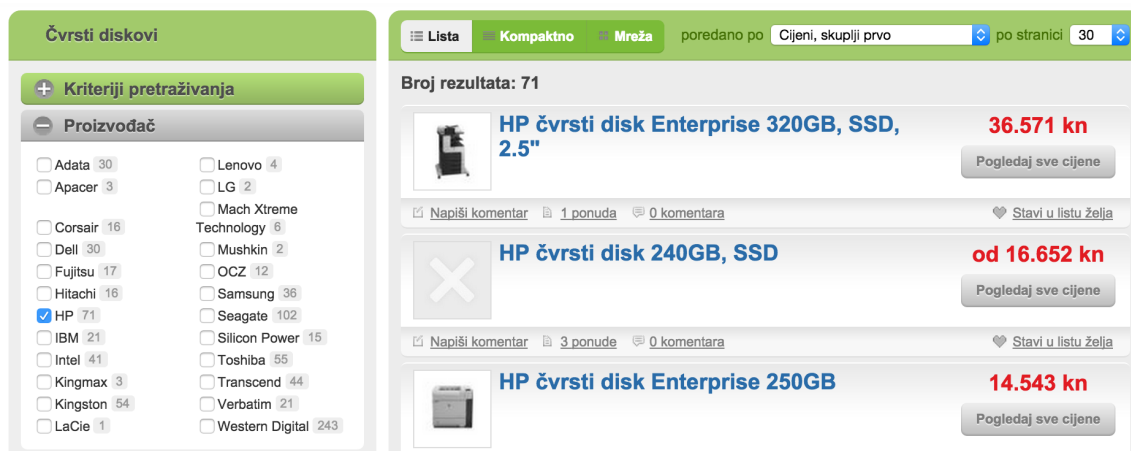 Čvrsti diskovi
Kriteriji pretraživanja
Proizvođač
Adata 30
Apacer 3
Corsair 16
Dell 30
Fujitsu 17
Hitachi 16
HP 71
IBM 21
Intel 41
Kingmax 3
Kingston 54
LaCie 1
Lenovo 4
LG 2
Mach Xtreme
Technology 6
Mushkin 2
OCZ 12
Samsung 36
Seagate 102
Silicon Power 15
Toshiba 55
Transcend 44
Verbatim 21
Western Digital 243
Lista Kompaktno Mreža poredano po Cijeni, skuplji prvo po stranici 30
Broj rezultata: 71
HP čvrsti disk Enterprise 320GB, SSD,
2.5"
36.571 kn
Pogledaj sve cijene
Napiši komentar 1 ponuda 0 komentara Stavi u listu želja
HP čvrsti disk 240GB, SSD
od 16.652 kn
Pogledaj sve cijene
Napiši komentar 3 ponude 0 komentara Stavi u listu želja
HP čvrsti disk Enterprise 250GB
14.543 kn
Pogledaj sve cijene